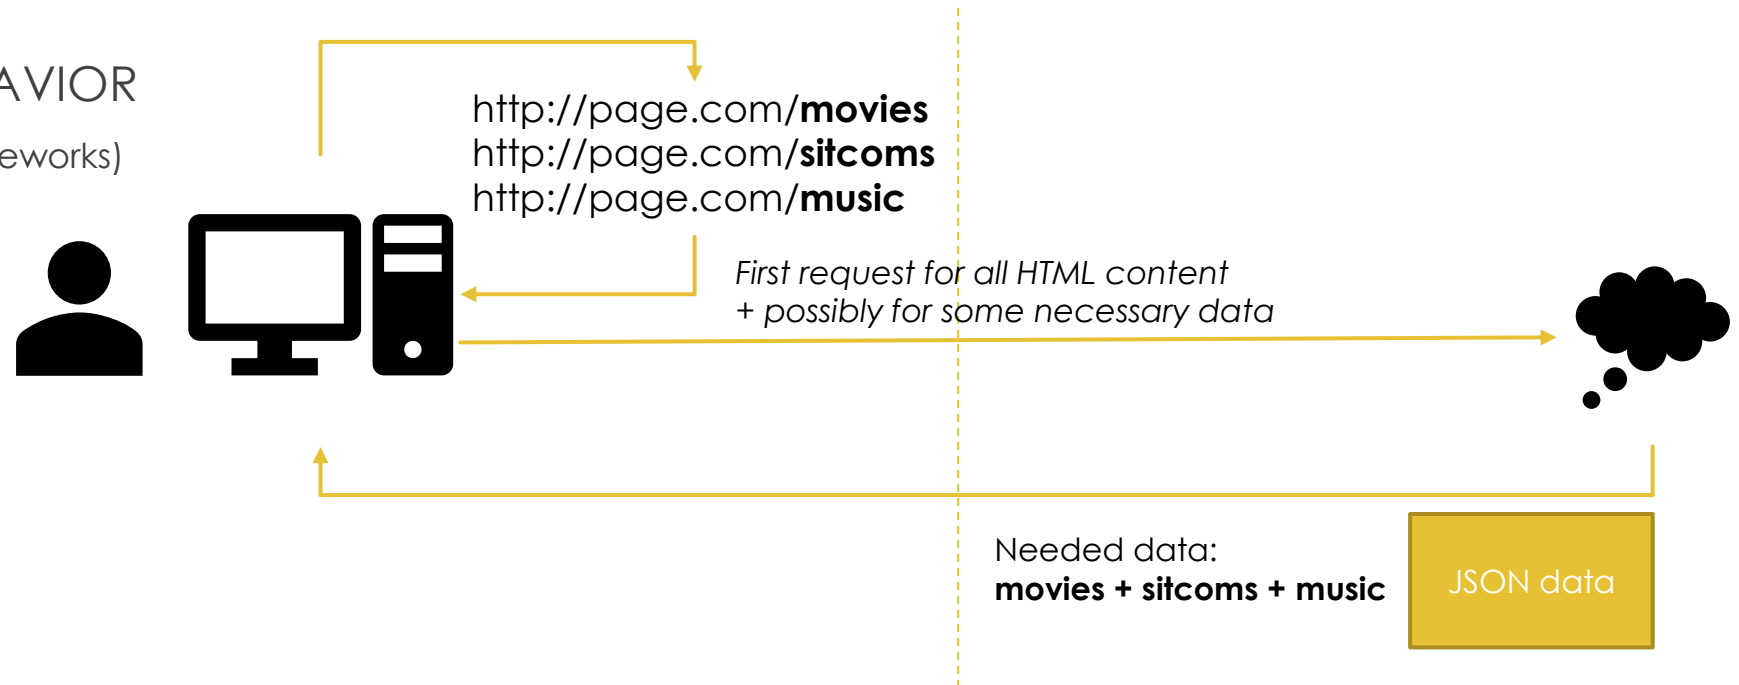 AVIOR
eworks)
http://page.com/movies
http://page.com/sitcoms
http://page.com/music
First request for all HTML content
+ possibly for some necessary data
Needed data:
movies + sitcoms + music
JSON data